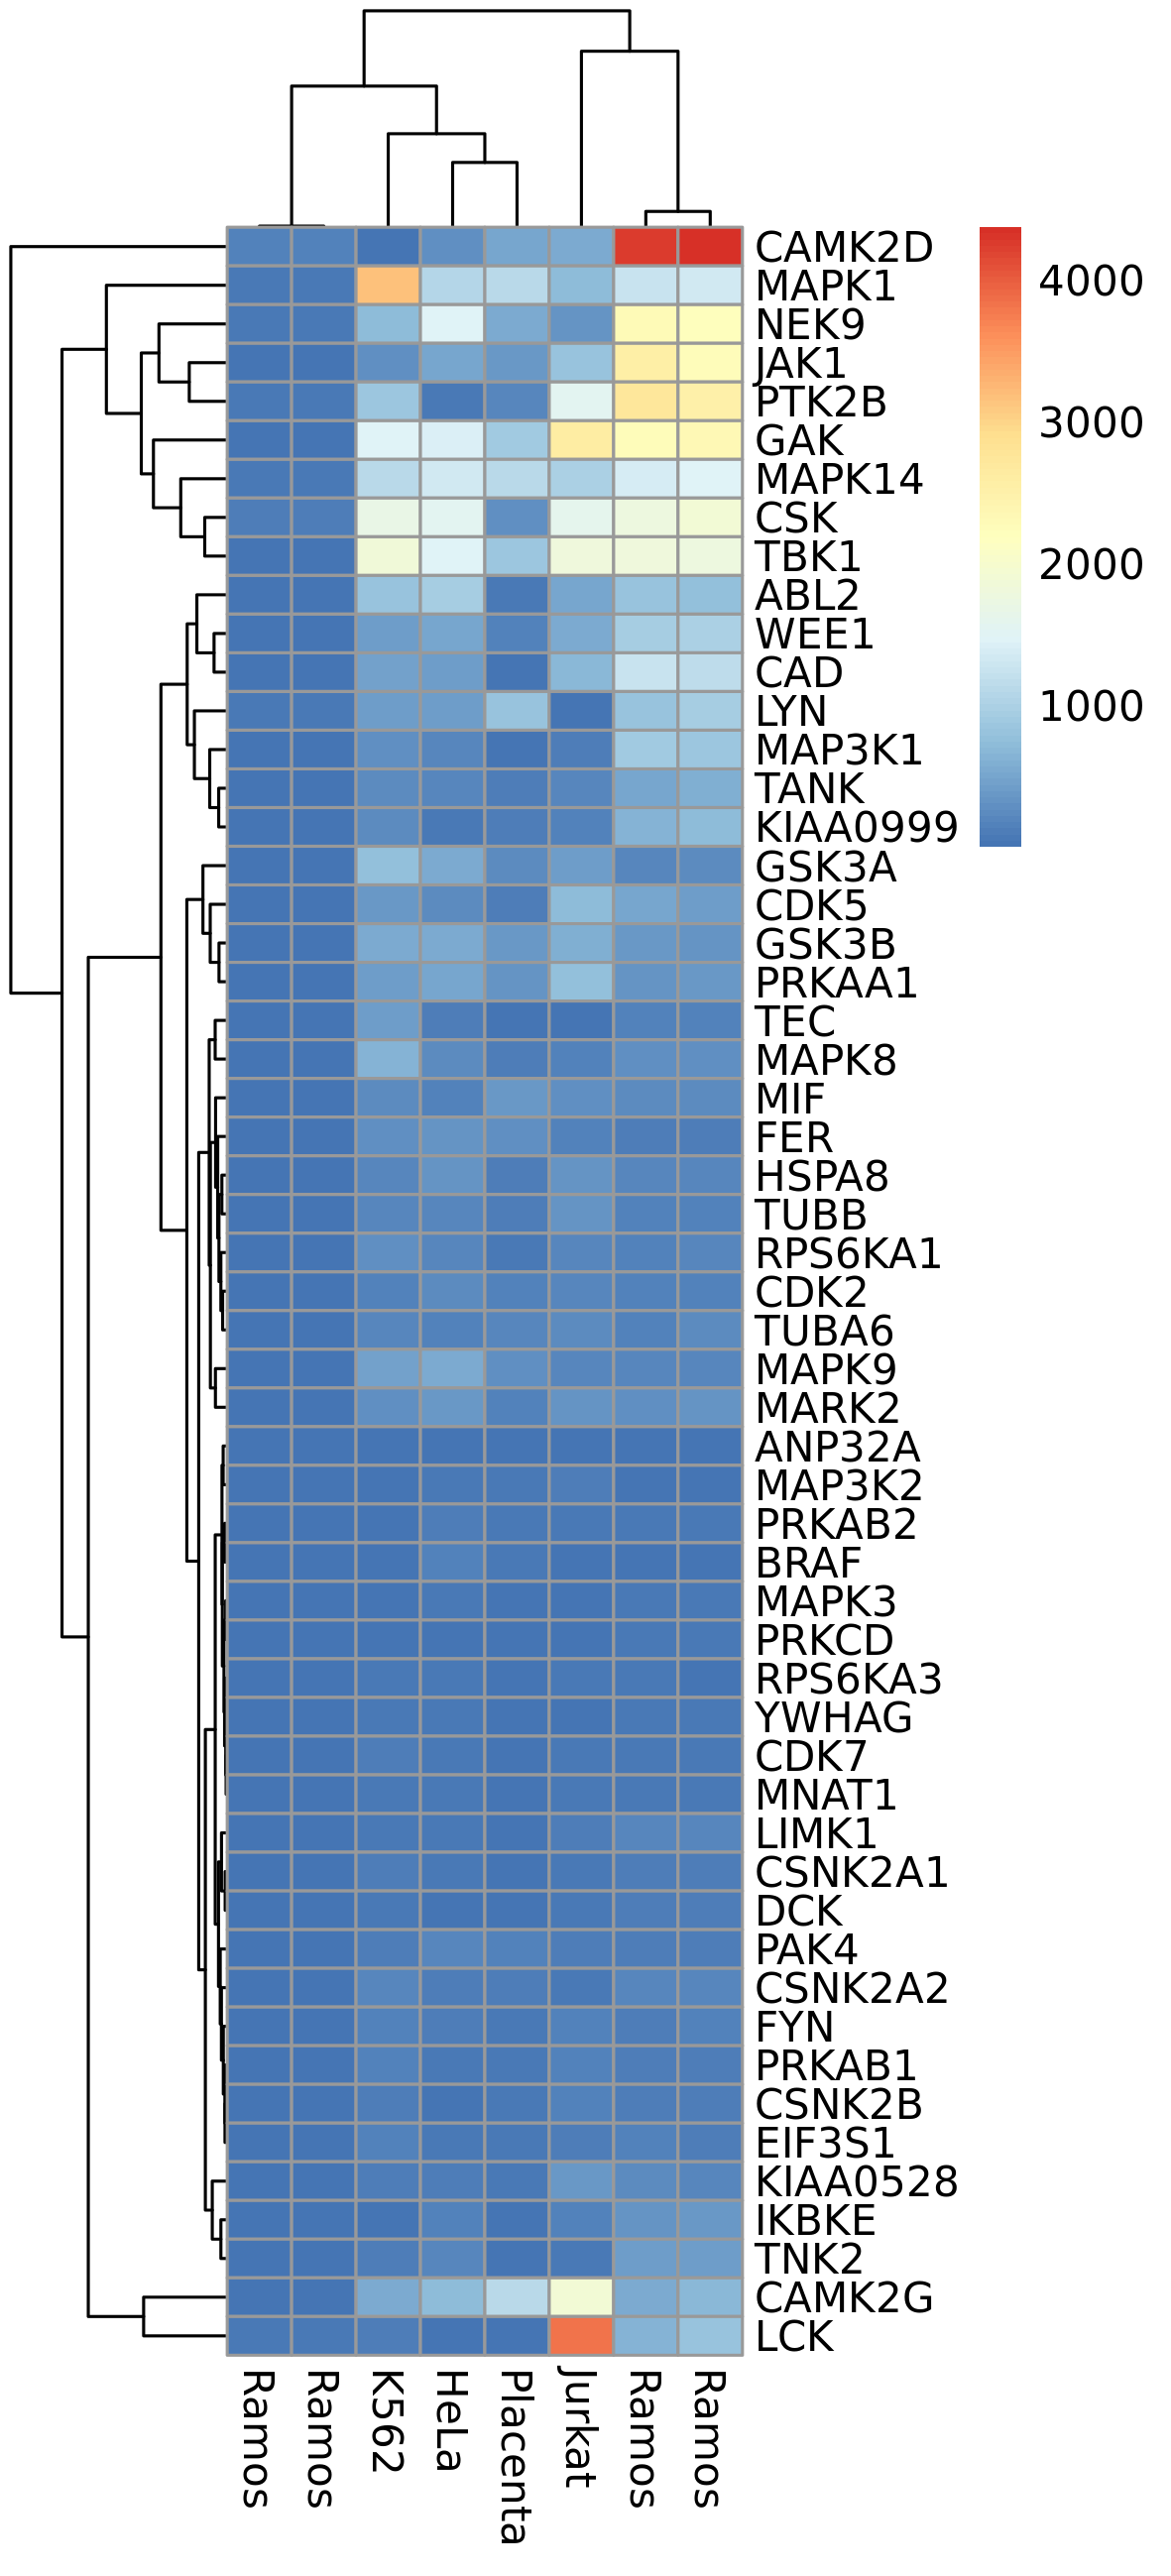 CAMK2D
MAPK1
NEK9
JAK1
PTK2B
GAK
MAPK14
CSK
TBK1
ABL2
WEE1
CAD
LYN
MAP3K1
TANK
KIAA0999
GSK3A
CDK5
GSK3B
PRKAA1
TEC
MAPK8
MIF
FER
HSPA8
TUBB
RPS6KA1
CDK2
TUBA6
MAPK9
MARK2
ANP32A
MAP3K2
PRKAB2
BRAF
MAPK3
PRKCD
RPS6KA3
YWHAG
CDK7
MNAT1
LIMK1
CSNK2A1
DCK
PAK4
CSNK2A2
FYN
PRKAB1
CSNK2B
EIF3S1
KIAA0528
IKBKE
TNK2
CAMK2G
LCK
4000
3000
2000
1000
Ramos
Ramos
K562
HeLa
Placenta
Jurkat
Ramos
Ramos